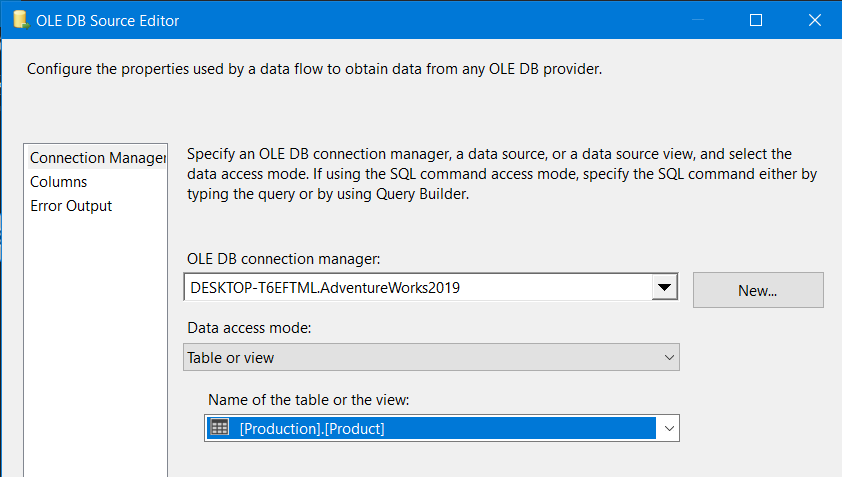 OLE DB Source Editor
Configure the properties used by a data flow to obtain data from any OLE DB provider.
Connection Manager
Columns
Error Output
Specify an OLE DB connection manager, a data source, or a data source view, and select the
data access mode. If using the SQL command access mode, specify the SQL command either by
typing the query or by using Query Builder.
OLE DB connection manager:
DESKTOP-T6EFTML.AdventureWorks2019
New...
Data access mode:
Table or view
Name of the table or the view:
[Production].[Product]